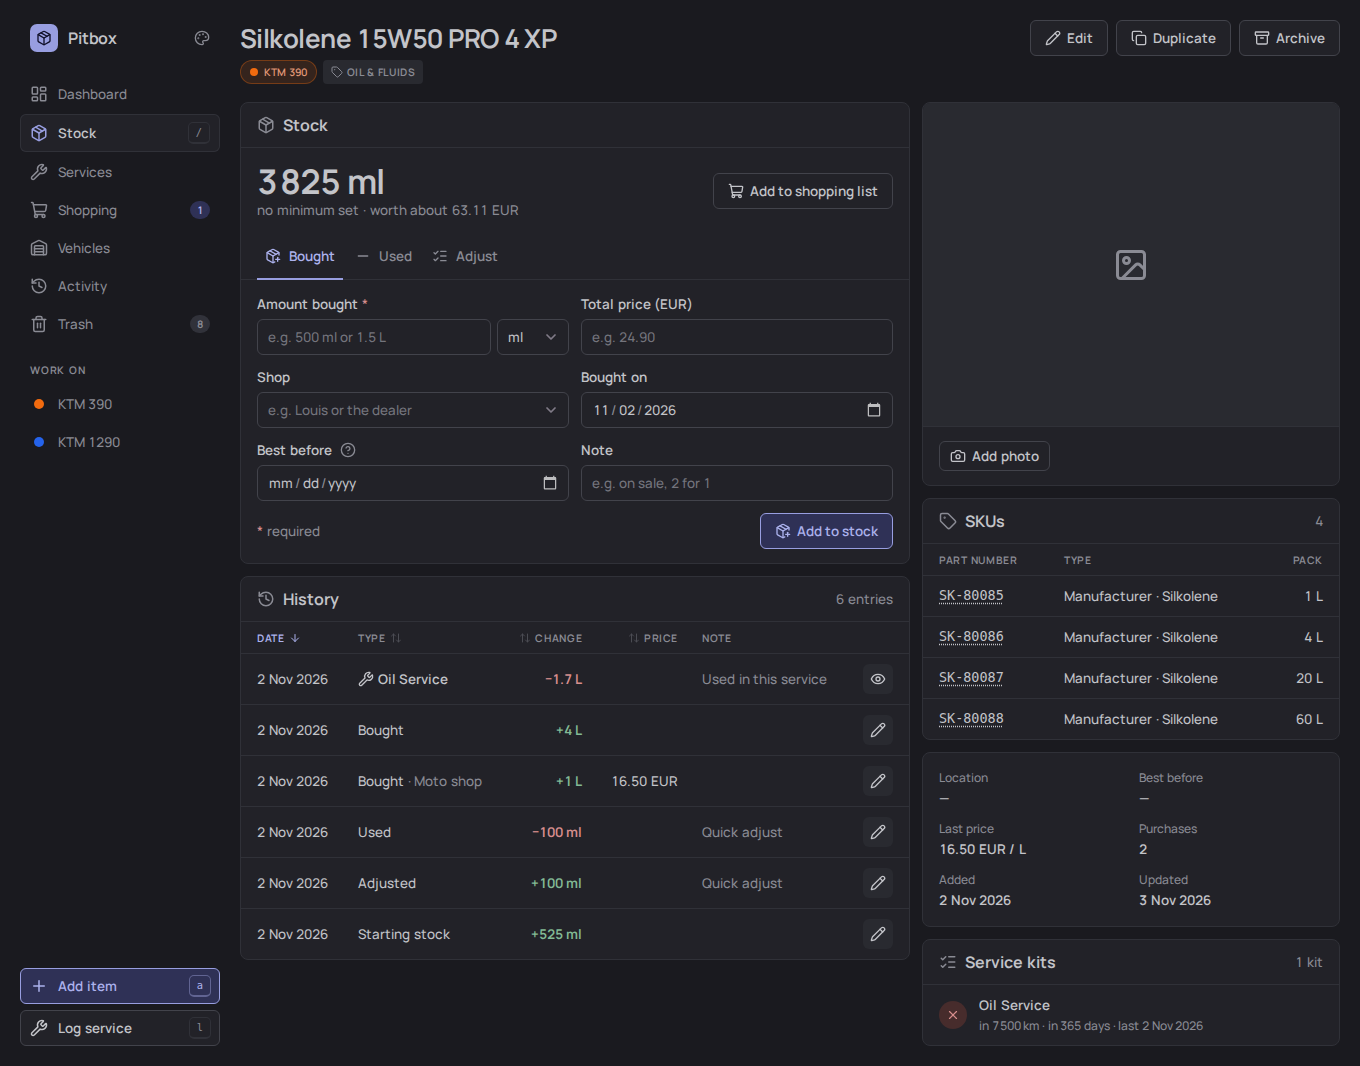 Pitbox
Dashboard
Stock /
Services
Shopping 1
Vehicles
Activity
Trash 8
WORK ON
KTM 390
KTM 1290
Add item a
Log service l
Silkolene 15W50 PRO 4 XP
KTM 390 OIL & FLUIDS
Edit Duplicate Archive
Stock
3 825 ml
no minimum set · worth about 63.11 EUR
Add to shopping list
Bought Used Adjust
Amount bought * Total price (EUR)
e.g. 500 ml or 1.5 L ml e.g. 24.90
Shop Bought on
e.g. Louis or the dealer 11 / 02 / 2026
Best before ? Note
mm / dd / yyyy e.g. on sale, 2 for 1
* required Add to stock
History 6 entries
DATE TYPE CHANGE PRICE NOTE
2 Nov 2026 Oil Service −1.7 L Used in this service
2 Nov 2026 Bought +4 L
2 Nov 2026 Bought · Moto shop +1 L 16.50 EUR
2 Nov 2026 Used −100 ml Quick adjust
2 Nov 2026 Adjusted +100 ml Quick adjust
2 Nov 2026 Starting stock +525 ml
Add photo
SKUs 4
PART NUMBER TYPE PACK
SK-80085 Manufacturer · Silkolene 1 L
SK-80086 Manufacturer · Silkolene 4 L
SK-80087 Manufacturer · Silkolene 20 L
SK-80088 Manufacturer · Silkolene 60 L
Location Best before
— —
Last price Purchases
16.50 EUR / L 2
Added Updated
2 Nov 2026 3 Nov 2026
Service kits 1 kit
Oil Service
in 7 500 km · in 365 days · last 2 Nov 2026